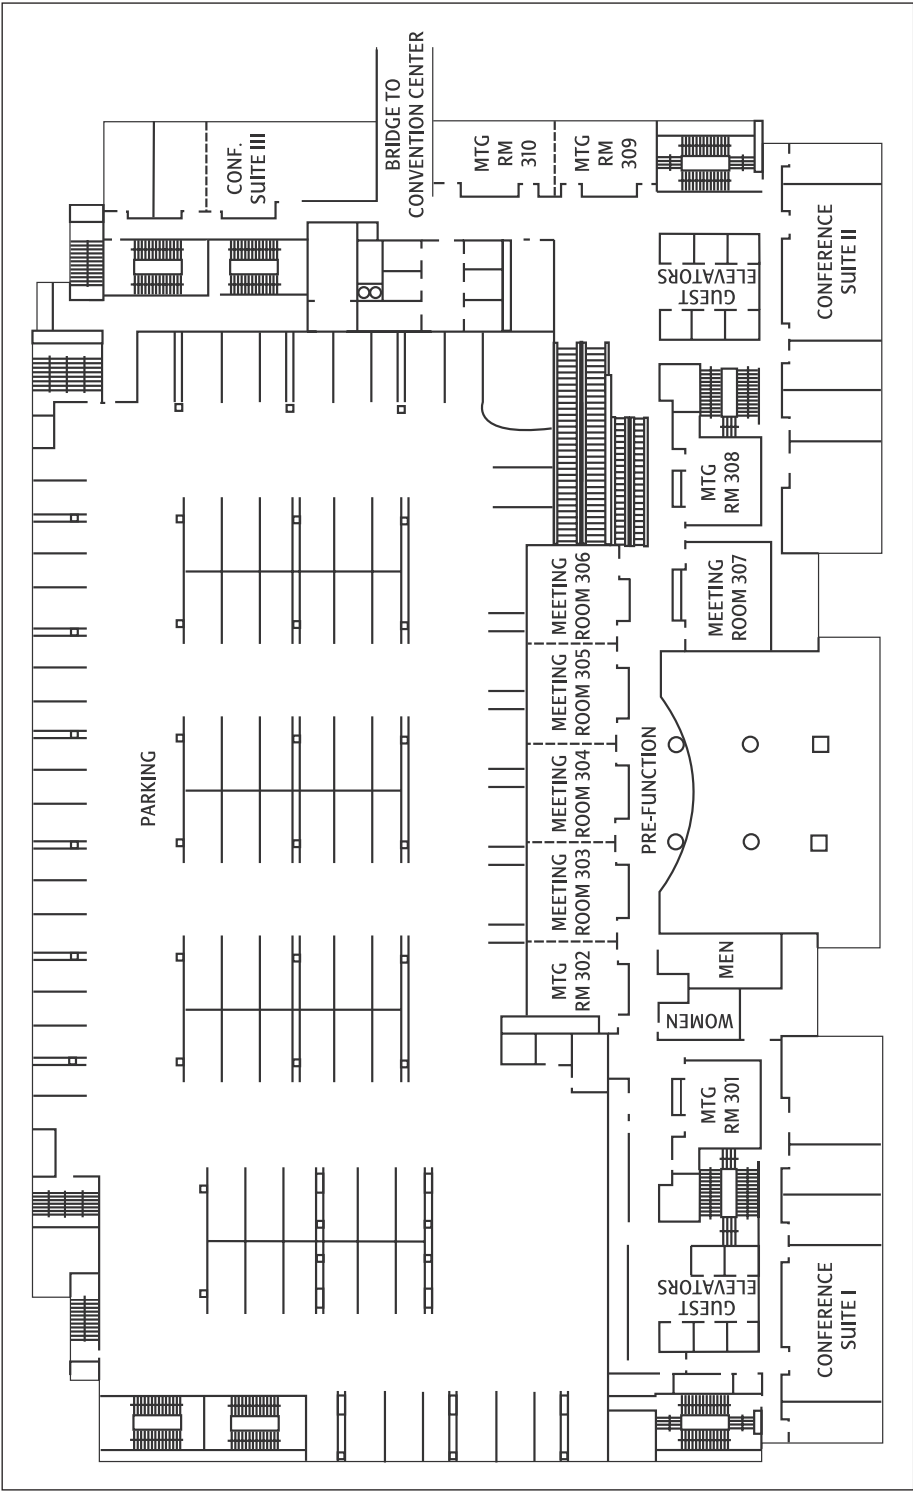 BRIDGE TO
CONVENTION CENTER
CONF.
SUITE III
MTG
RM
310
MTG
RM
309
GUEST
ELEVATORS
CONFERENCE
SUITE II
MTG
RM 308
MEETING
ROOM 307
MEETING
ROOM 306
MEETING
ROOM 305
MEETING
ROOM 304
MEETING
ROOM 303
MTG
RM 302
PRE-FUNCTION
PARKING
MEN
WOMEN
MTG
RM 301
GUEST
ELEVATORS
CONFERENCE
SUITE I